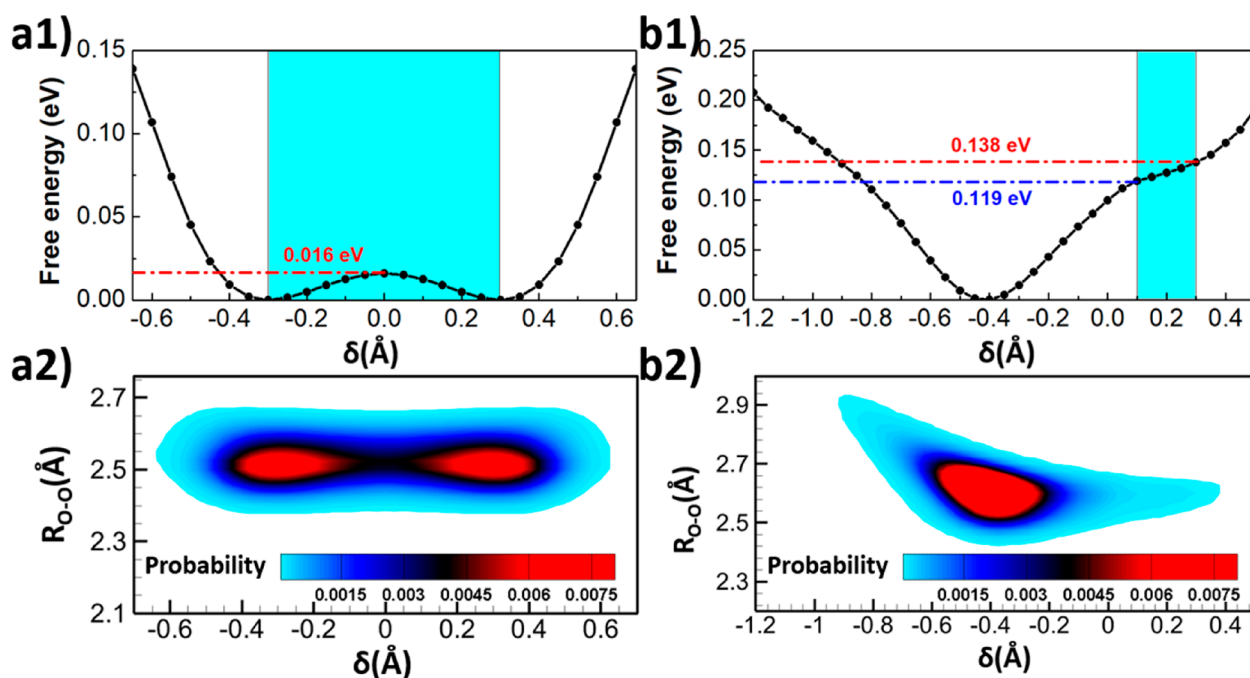 a1)
Free energy (eV)
0.15
0.10
0.05
0.00
0.016 eV
-0.6 -0.4 -0.2 0.0 0.2 0.4 0.6
δ(Å)
b1)
Free energy (eV)
0.25
0.20
0.15
0.10
0.05
0.00
0.138 eV
0.119 eV
-1.2 -1.0 -0.8 -0.6 -0.4 -0.2 0.0 0.2 0.4
δ(Å)
a2)
R_O-O(Å)
2.7
2.5
2.3
2.1
Probability
0.0015 0.003 0.0045 0.006 0.0075
-0.6 -0.4 -0.2 0 0.2 0.4 0.6
δ(Å)
b2)
R_O-O(Å)
2.9
2.7
2.5
2.3
Probability
0.0015 0.003 0.0045 0.006 0.0075
-1.2 -1 -0.8 -0.6 -0.4 -0.2 0 0.2 0.4
δ(Å)